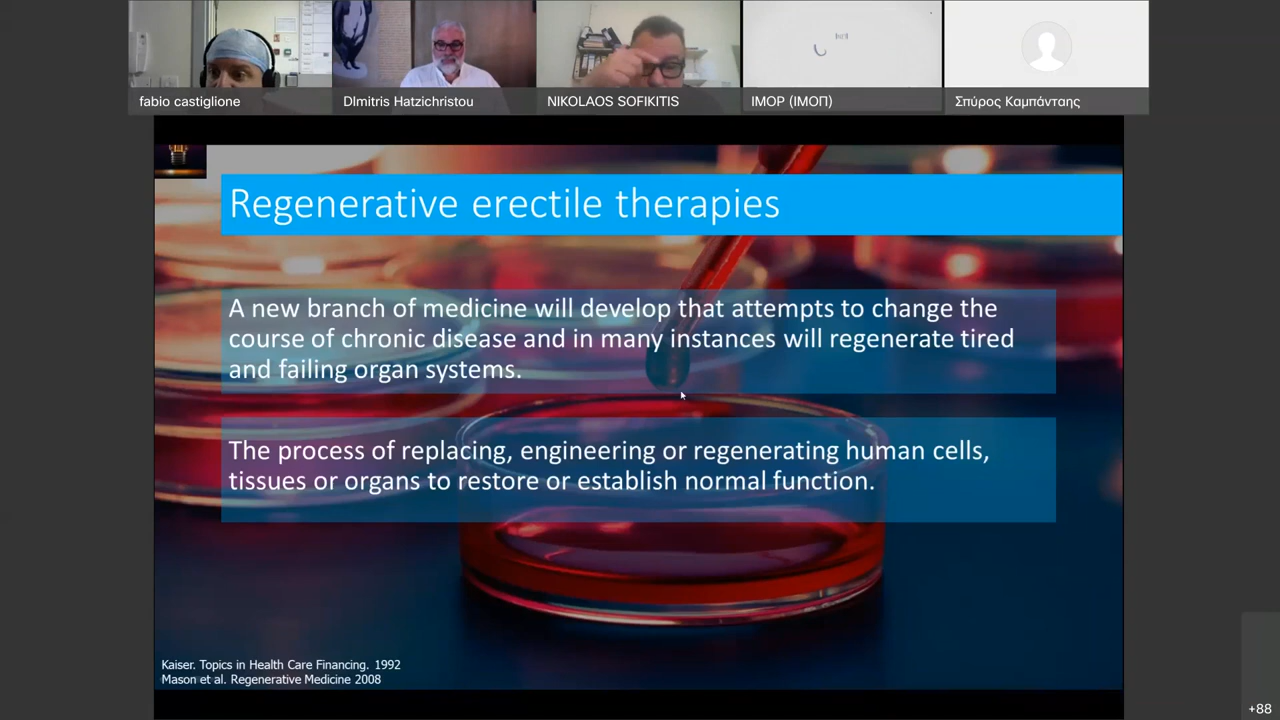 fabio castiglione
DImitris Hatzichristou
NIKOLAOS SOFIKITIS
IMOP (ΙΜΟΠ)
Σπύρος Καμπάνταης
Regenerative erectile therapies
A new branch of medicine will develop that attempts to change the
course of chronic disease and in many instances will regenerate tired
and failing organ systems.
The process of replacing, engineering or regenerating human cells,
tissues or organs to restore or establish normal function.
Kaiser. Topics in Health Care Financing. 1992
Mason et al. Regenerative Medicine 2008
+88